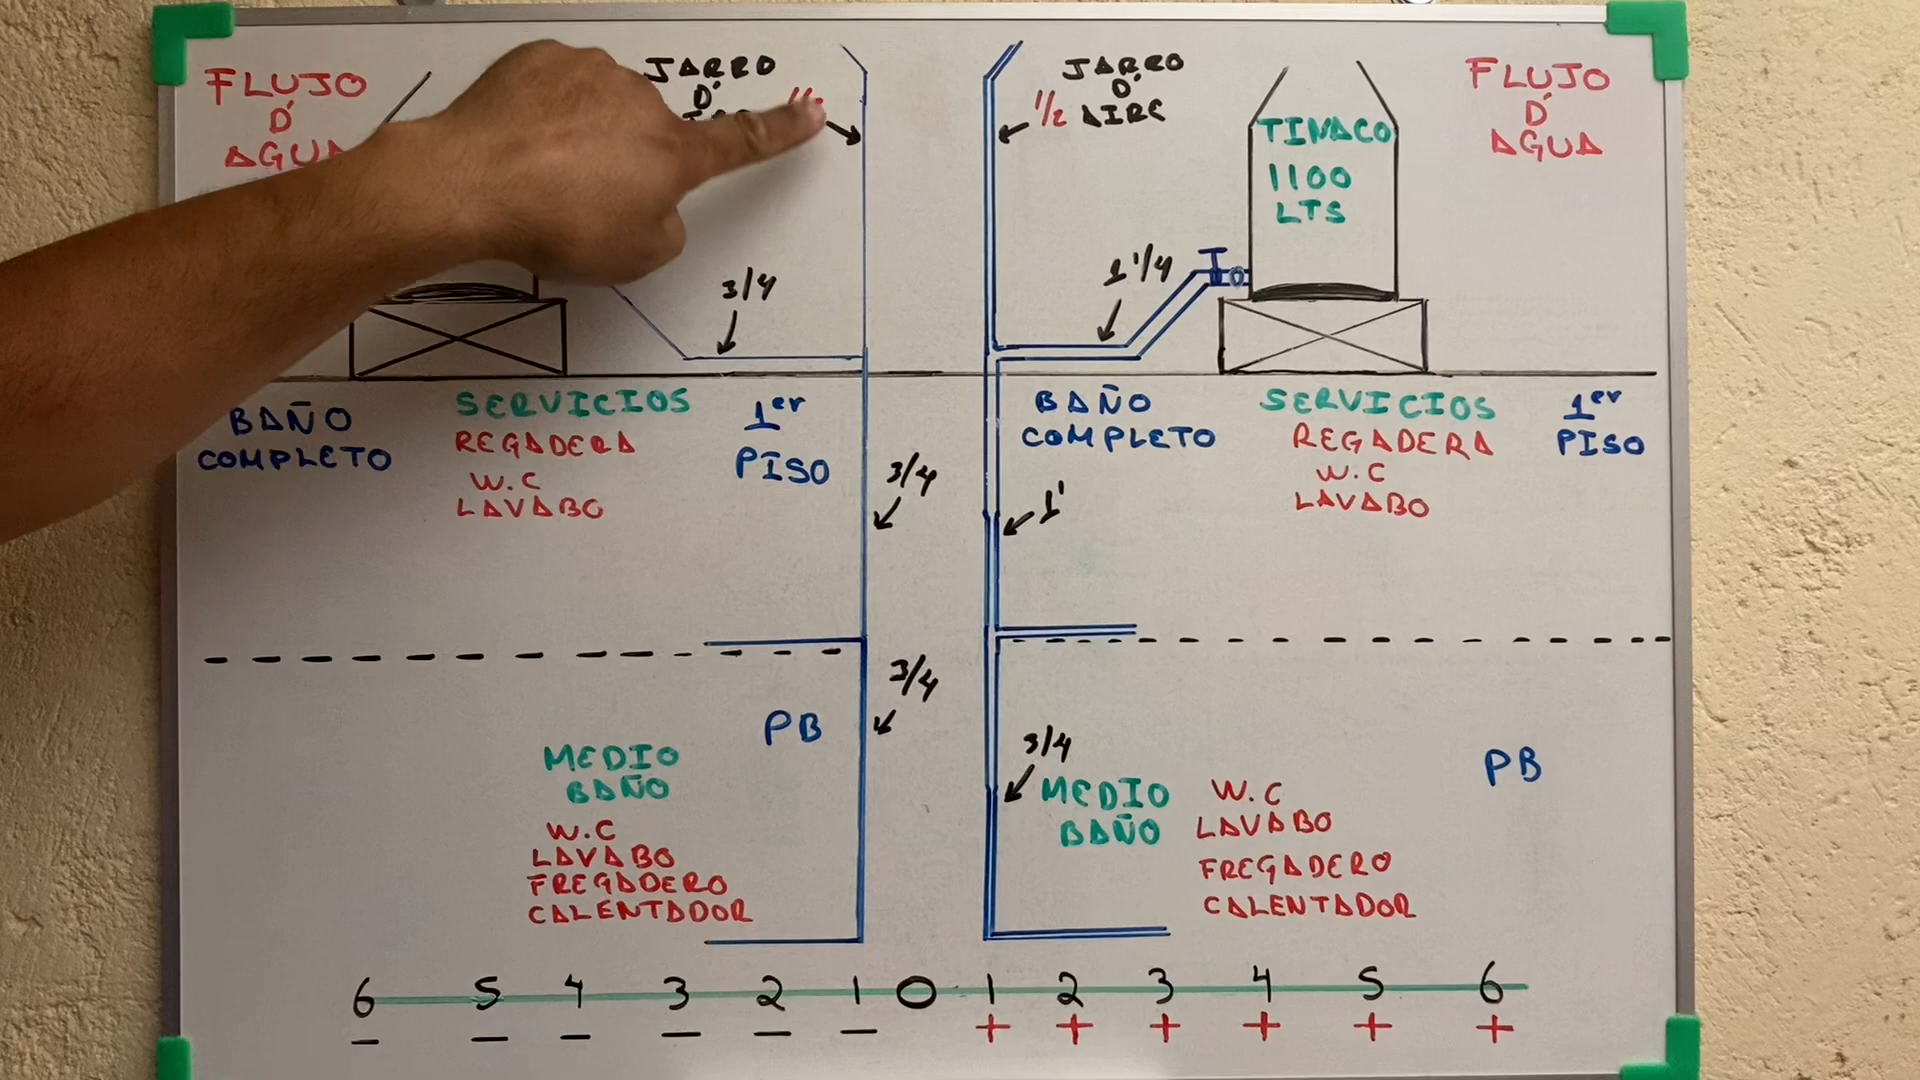 FLUJO
D'
AGUA
JARRO
D'
3/4
BAÑO
COMPLETO
SERVICIOS
REGADERA
W.C
LAVABO
1er
PISO
3/4
3/4
PB
MEDIO
BAÑO
W.C
LAVABO
FREGADERO
CALENTADOR
JARRO
D'
1/2 AIRE
TINACO
1100
LTS
FLUJO
D'
AGUA
1 1/4
BAÑO
COMPLETO
SERVICIOS
REGADERA
W.C
LAVABO
1er
PISO
1'
3/4
MEDIO
BAÑO
W.C
LAVABO
FREGADERO
CALENTADOR
PB
6 5 4 3 2 1 0 1 2 3 4 5 6
- - - - - - + + + + + +